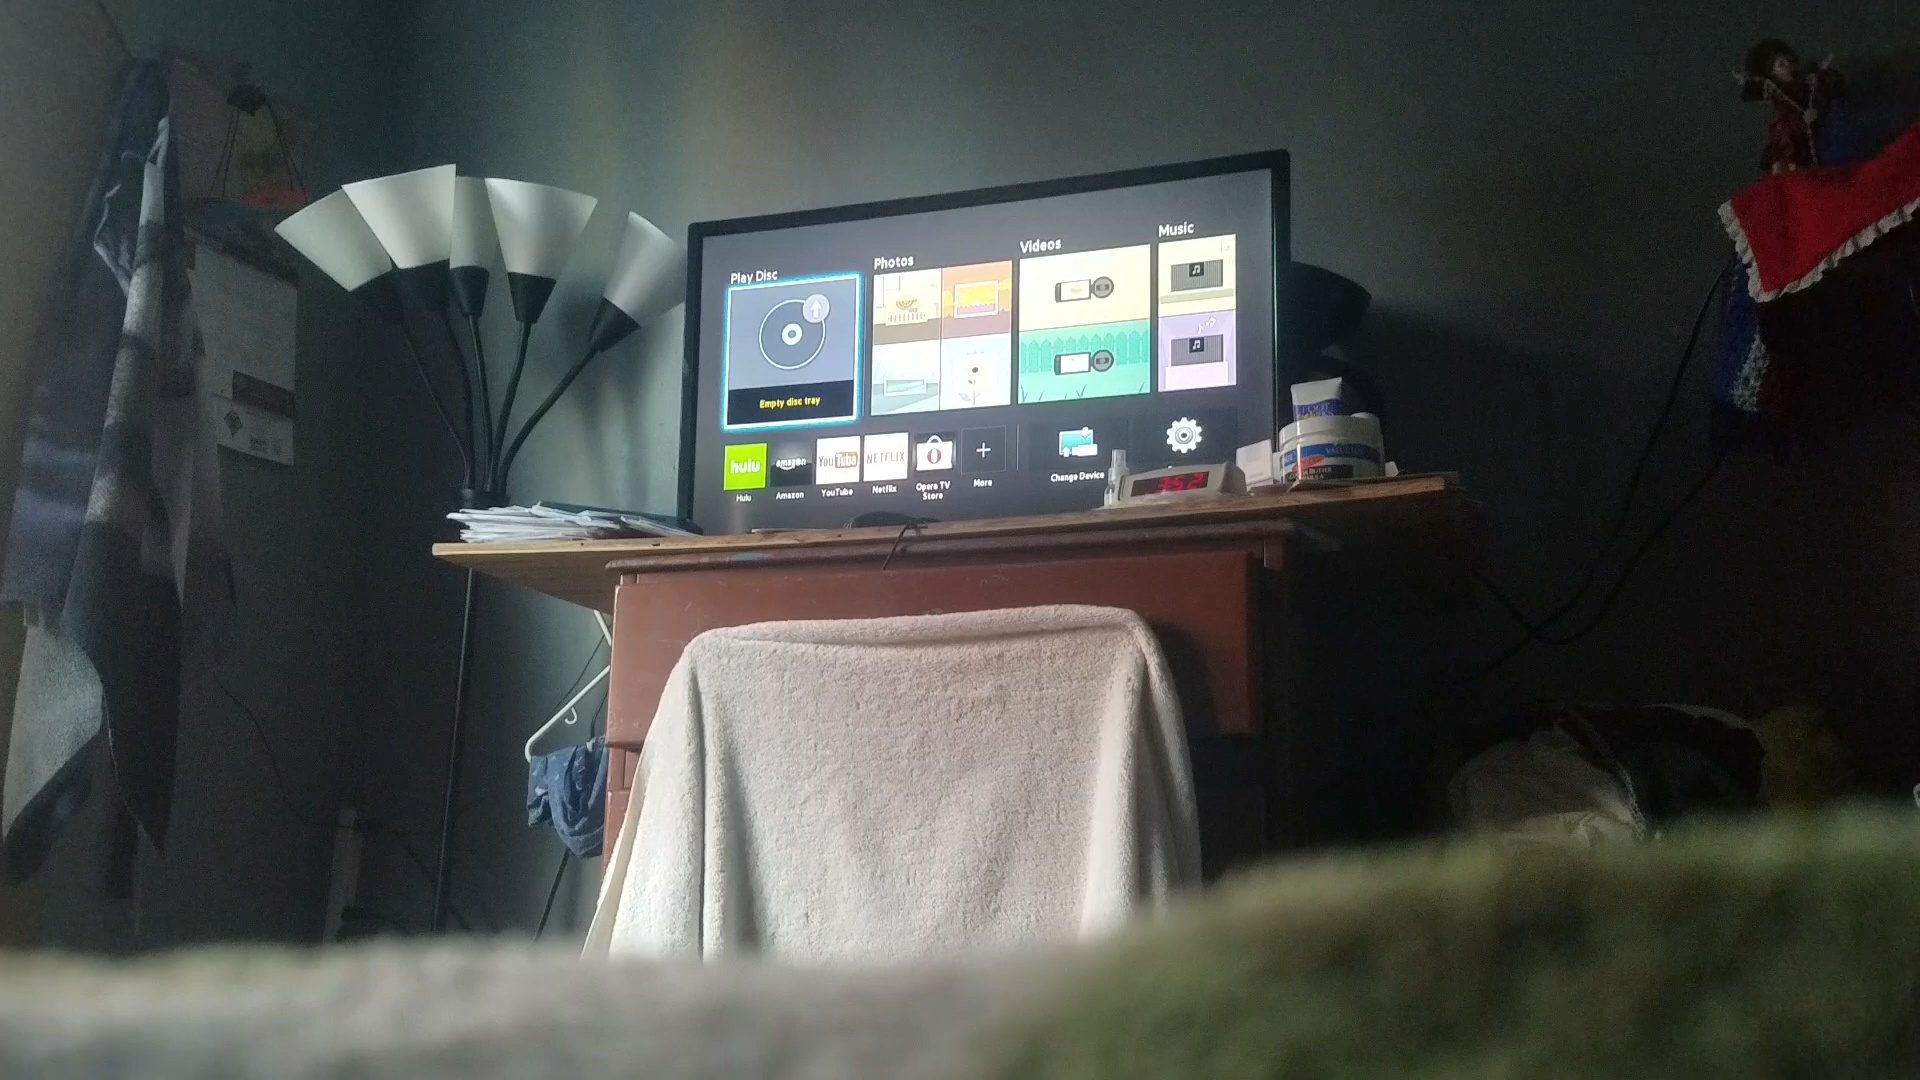 Play Disc
Photos
Videos
Music
Empty disc tray
hulu
amazon
YouTube
NETFLIX
Hulu
Amazon
YouTube
Netflix
Opera TV
Store
More
Change Device
3:52